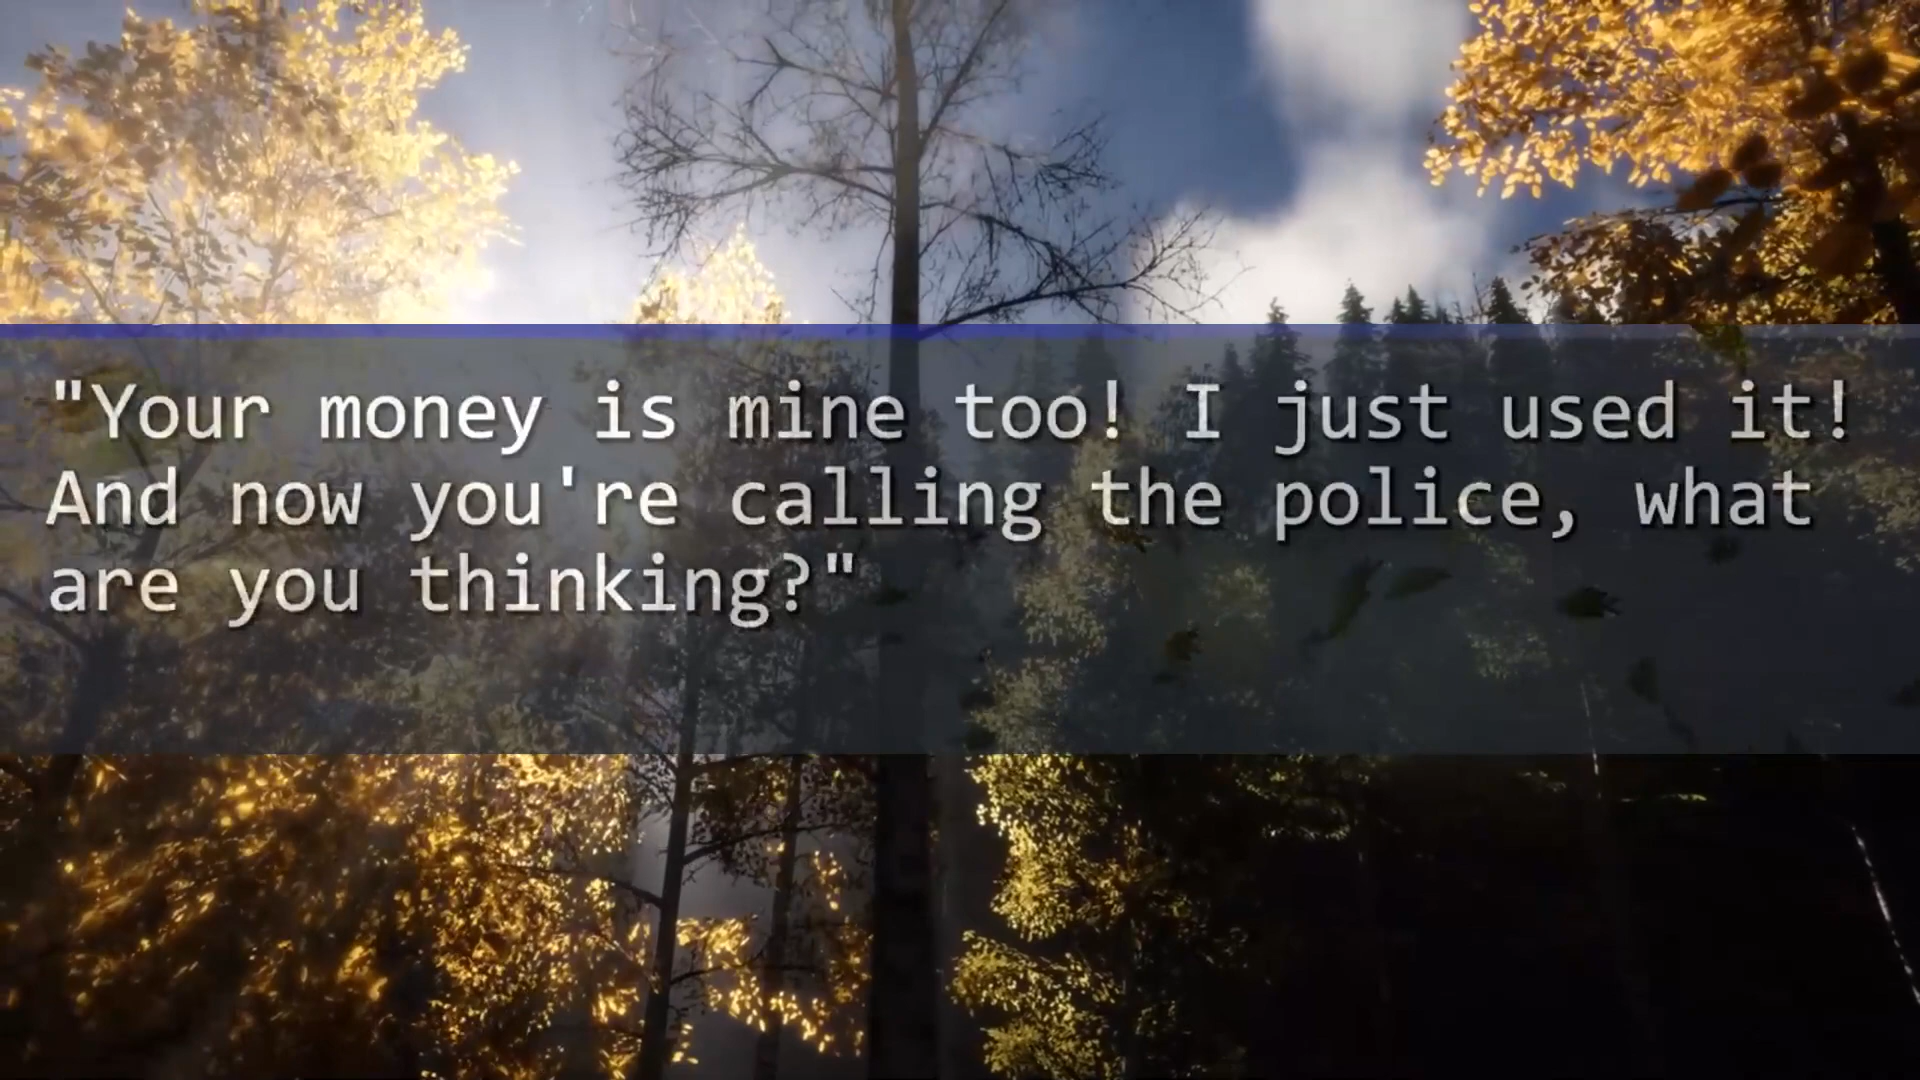 "Your money is mine too! I just used it!
And now you're calling the police, what
are you thinking?"